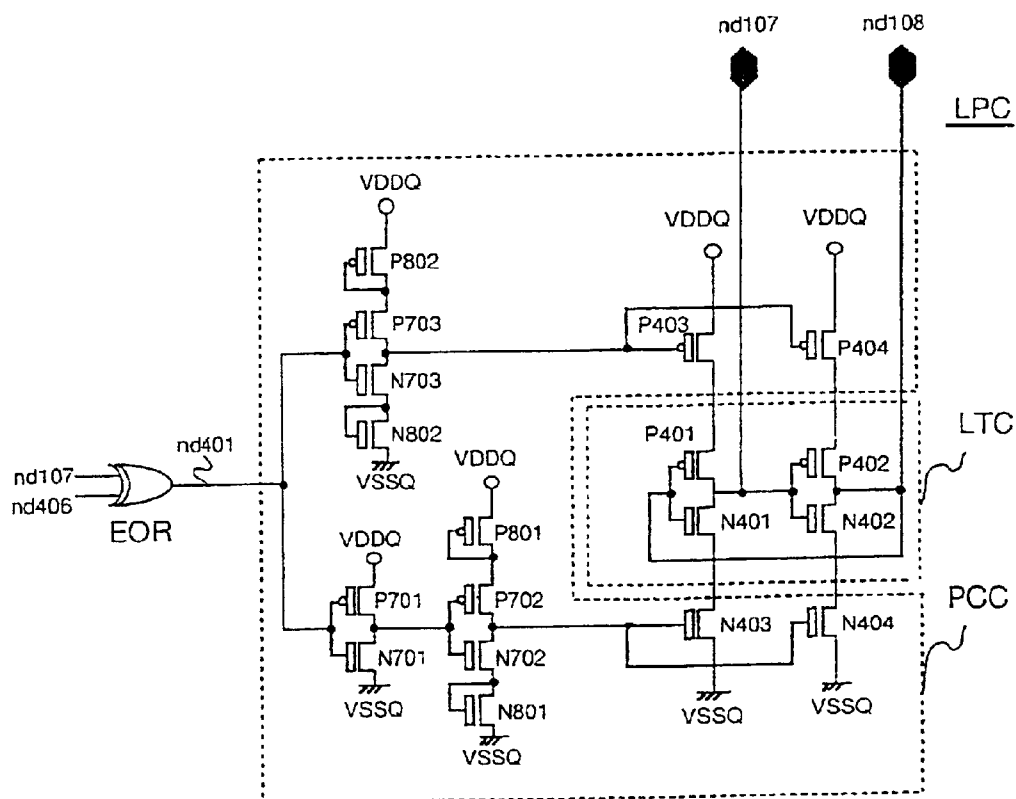 nd107
nd108
LPC
VDDQ
VDDQ
VDDQ
P802
P703
P403
P404
N703
N802
VSSQ
P401
P402
LTC
nd401
VDDQ
nd107
nd406
EOR
N401
N402
P801
VDDQ
P701
P702
PCC
N403
N404
N701
N702
VSSQ
N801
VSSQ
VSSQ
VSSQ